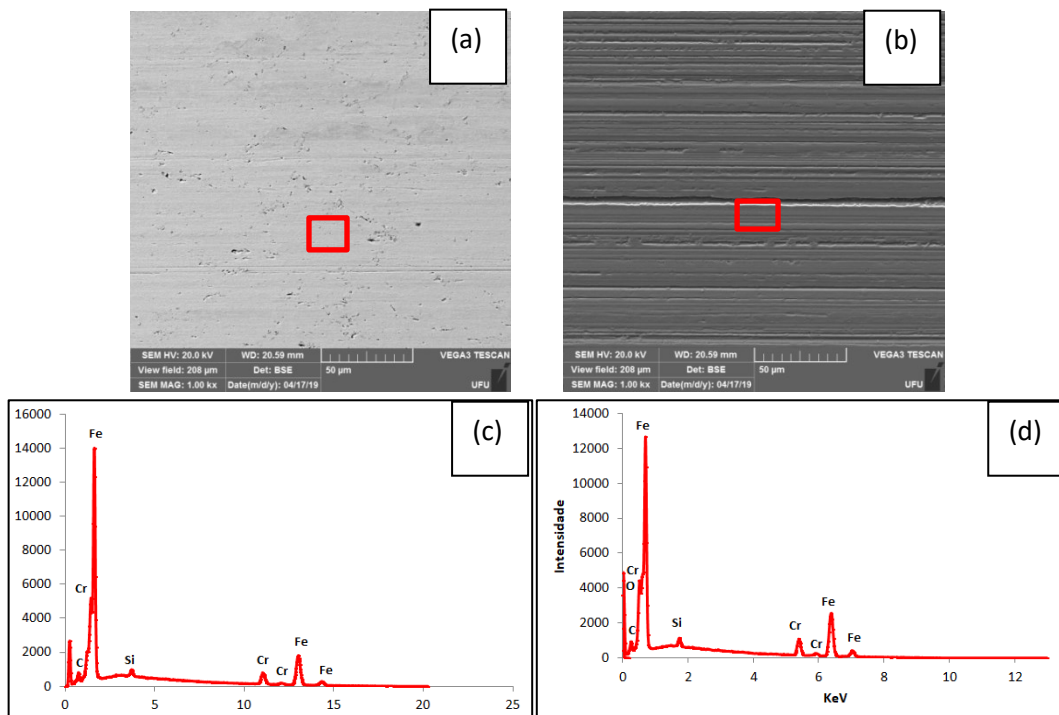 (a)
SEM HV: 20.0 kV WD: 20.59 mm VEGA3 TESCAN
View field: 208 µm Det: BSE 50 µm
SEM MAG: 1.00 kx Date(m/d/y): 04/17/19 UFU
(b)
SEM HV: 20.0 kV WD: 20.59 mm VEGA3 TESCAN
View field: 208 µm Det: BSE 50 µm
SEM MAG: 1.00 kx Date(m/d/y): 04/17/19 UFU
(c)
16000
14000
12000
10000
8000
6000
4000
2000
0
Fe
Cr
C
Si
Cr
Cr
Fe
Fe
0 5 10 15 20 25
(d)
Intensidade
14000
12000
10000
8000
6000
4000
2000
0
Fe
Cr
O
C
Si
Cr
Cr
Fe
Fe
0 2 4 6 8 10 12
KeV